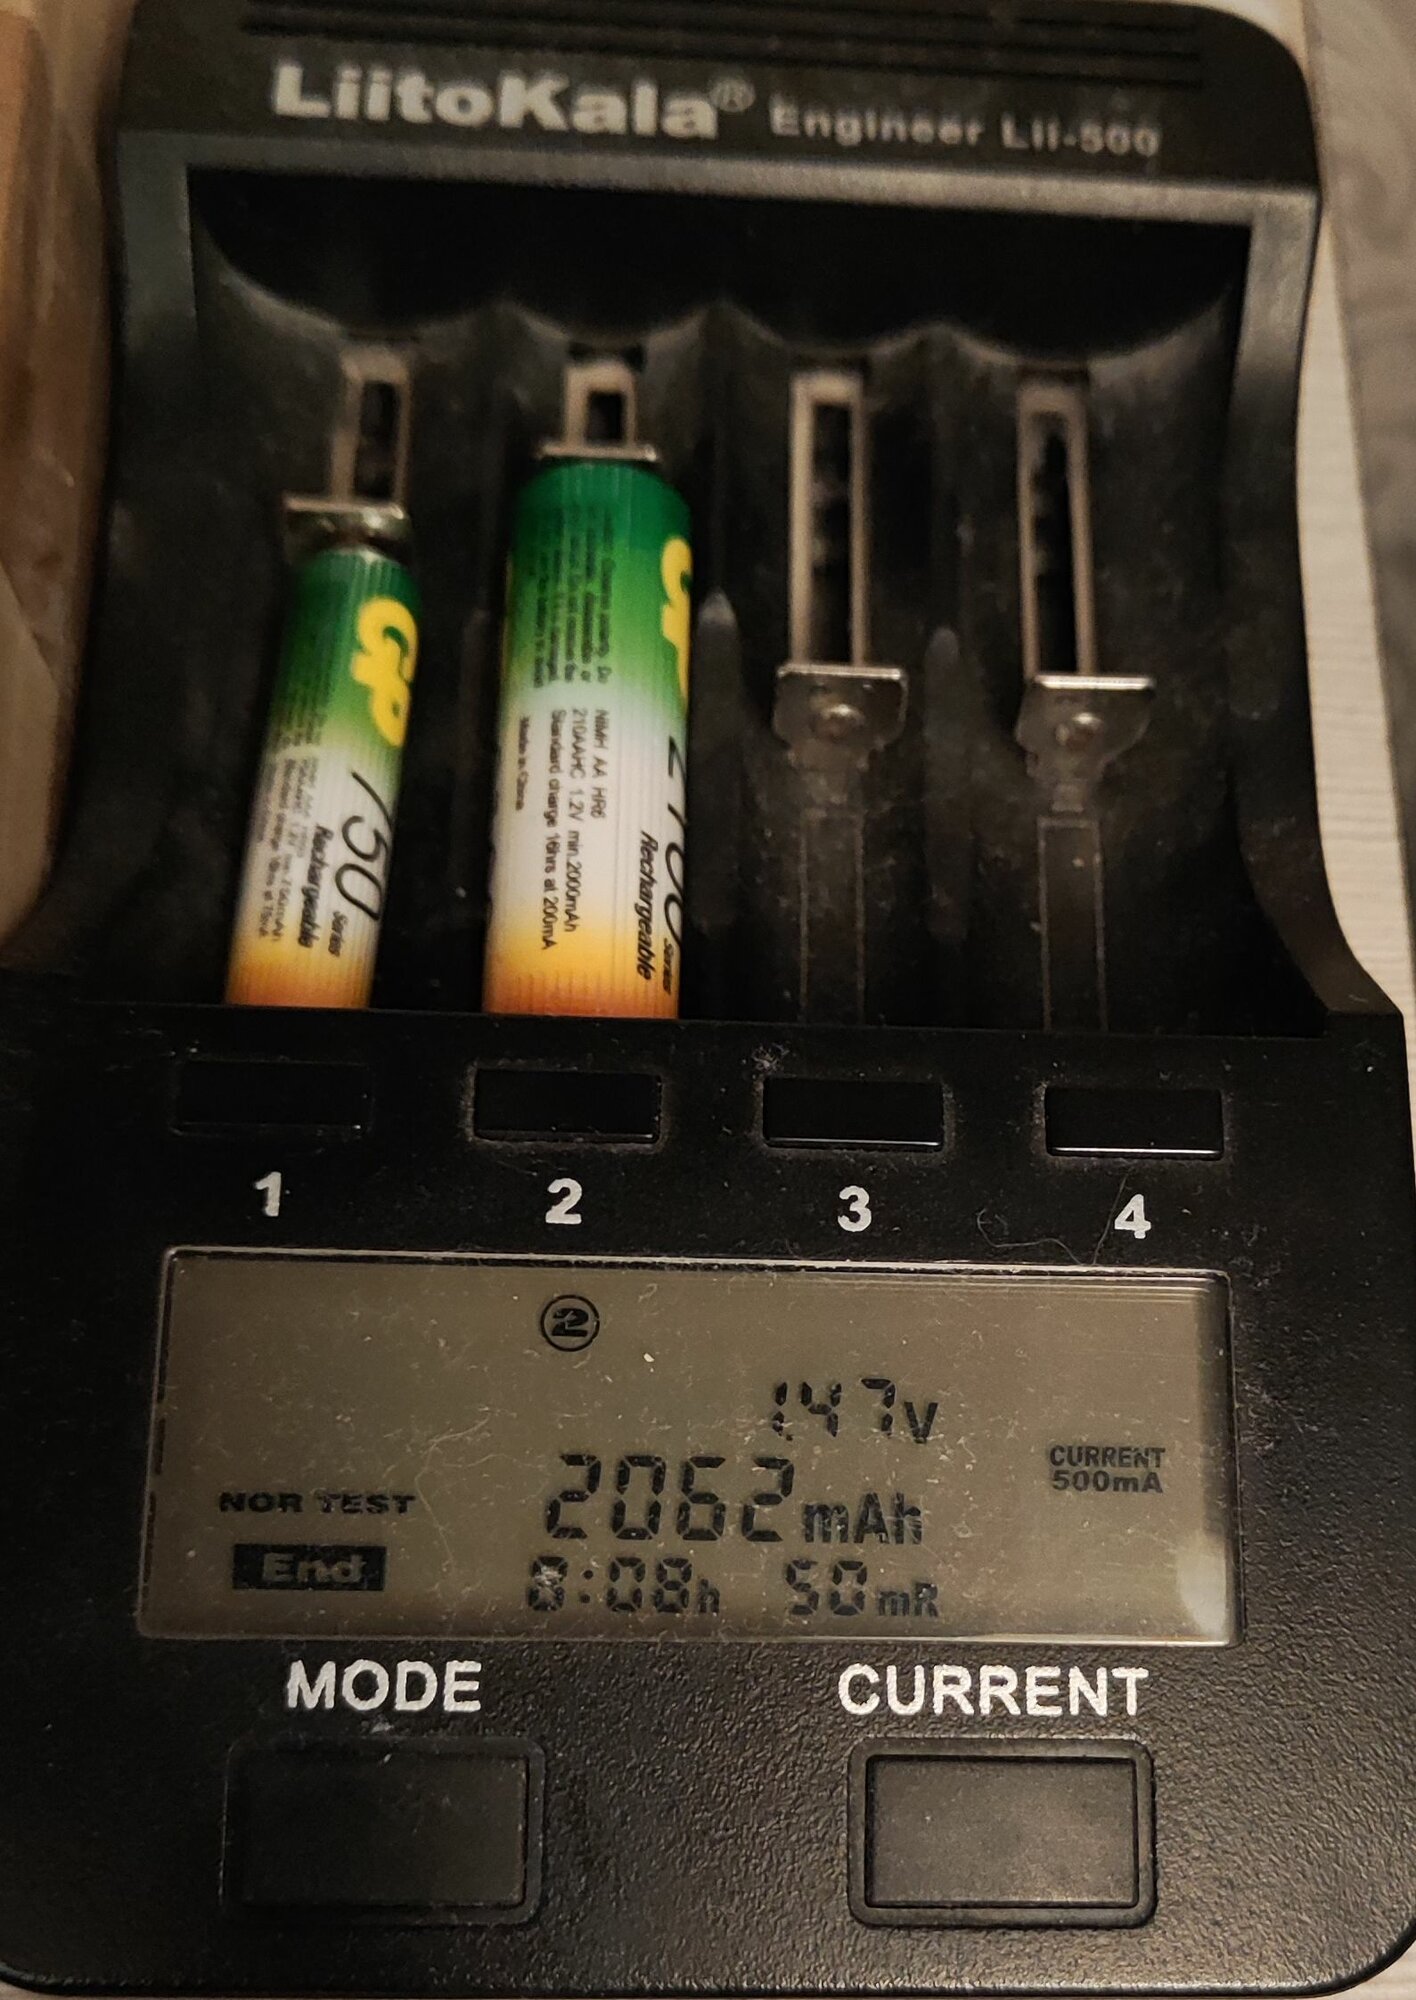 LiitoKala® Engineer Lii-500
GP
750
Series
Rechargeable
GP
2100
Series
Rechargeable
NiMH AA HR6
210AAHC 1.2V min.2000mAh
Standard charge 16hrs at 200mA
Made in China
1
2
3
4
2
1.47v
CURRENT
500mA
NOR TEST
2062mAh
End
8:08h
50mR
MODE
CURRENT